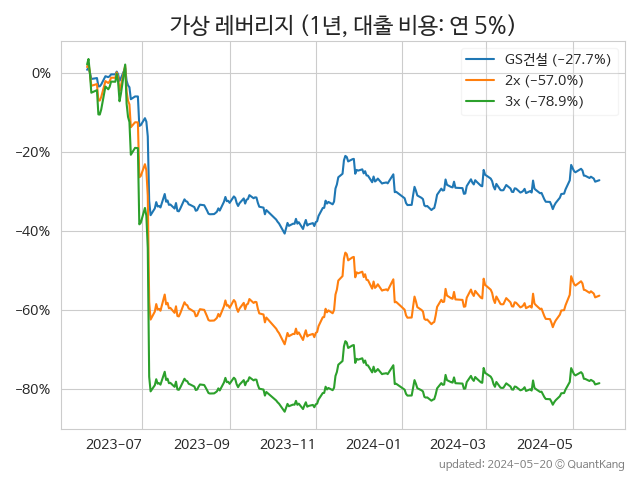 가상 레버리지 (1년, 대출 비용: 연 5%)
GS건설 (−27.7%)
2x (−57.0%)
3x (−78.9%)
0%
−20%
−40%
−60%
−80%
2023-07 2023-09 2023-11 2024-01 2024-03 2024-05
updated: 2024-05-20 © QuantKang